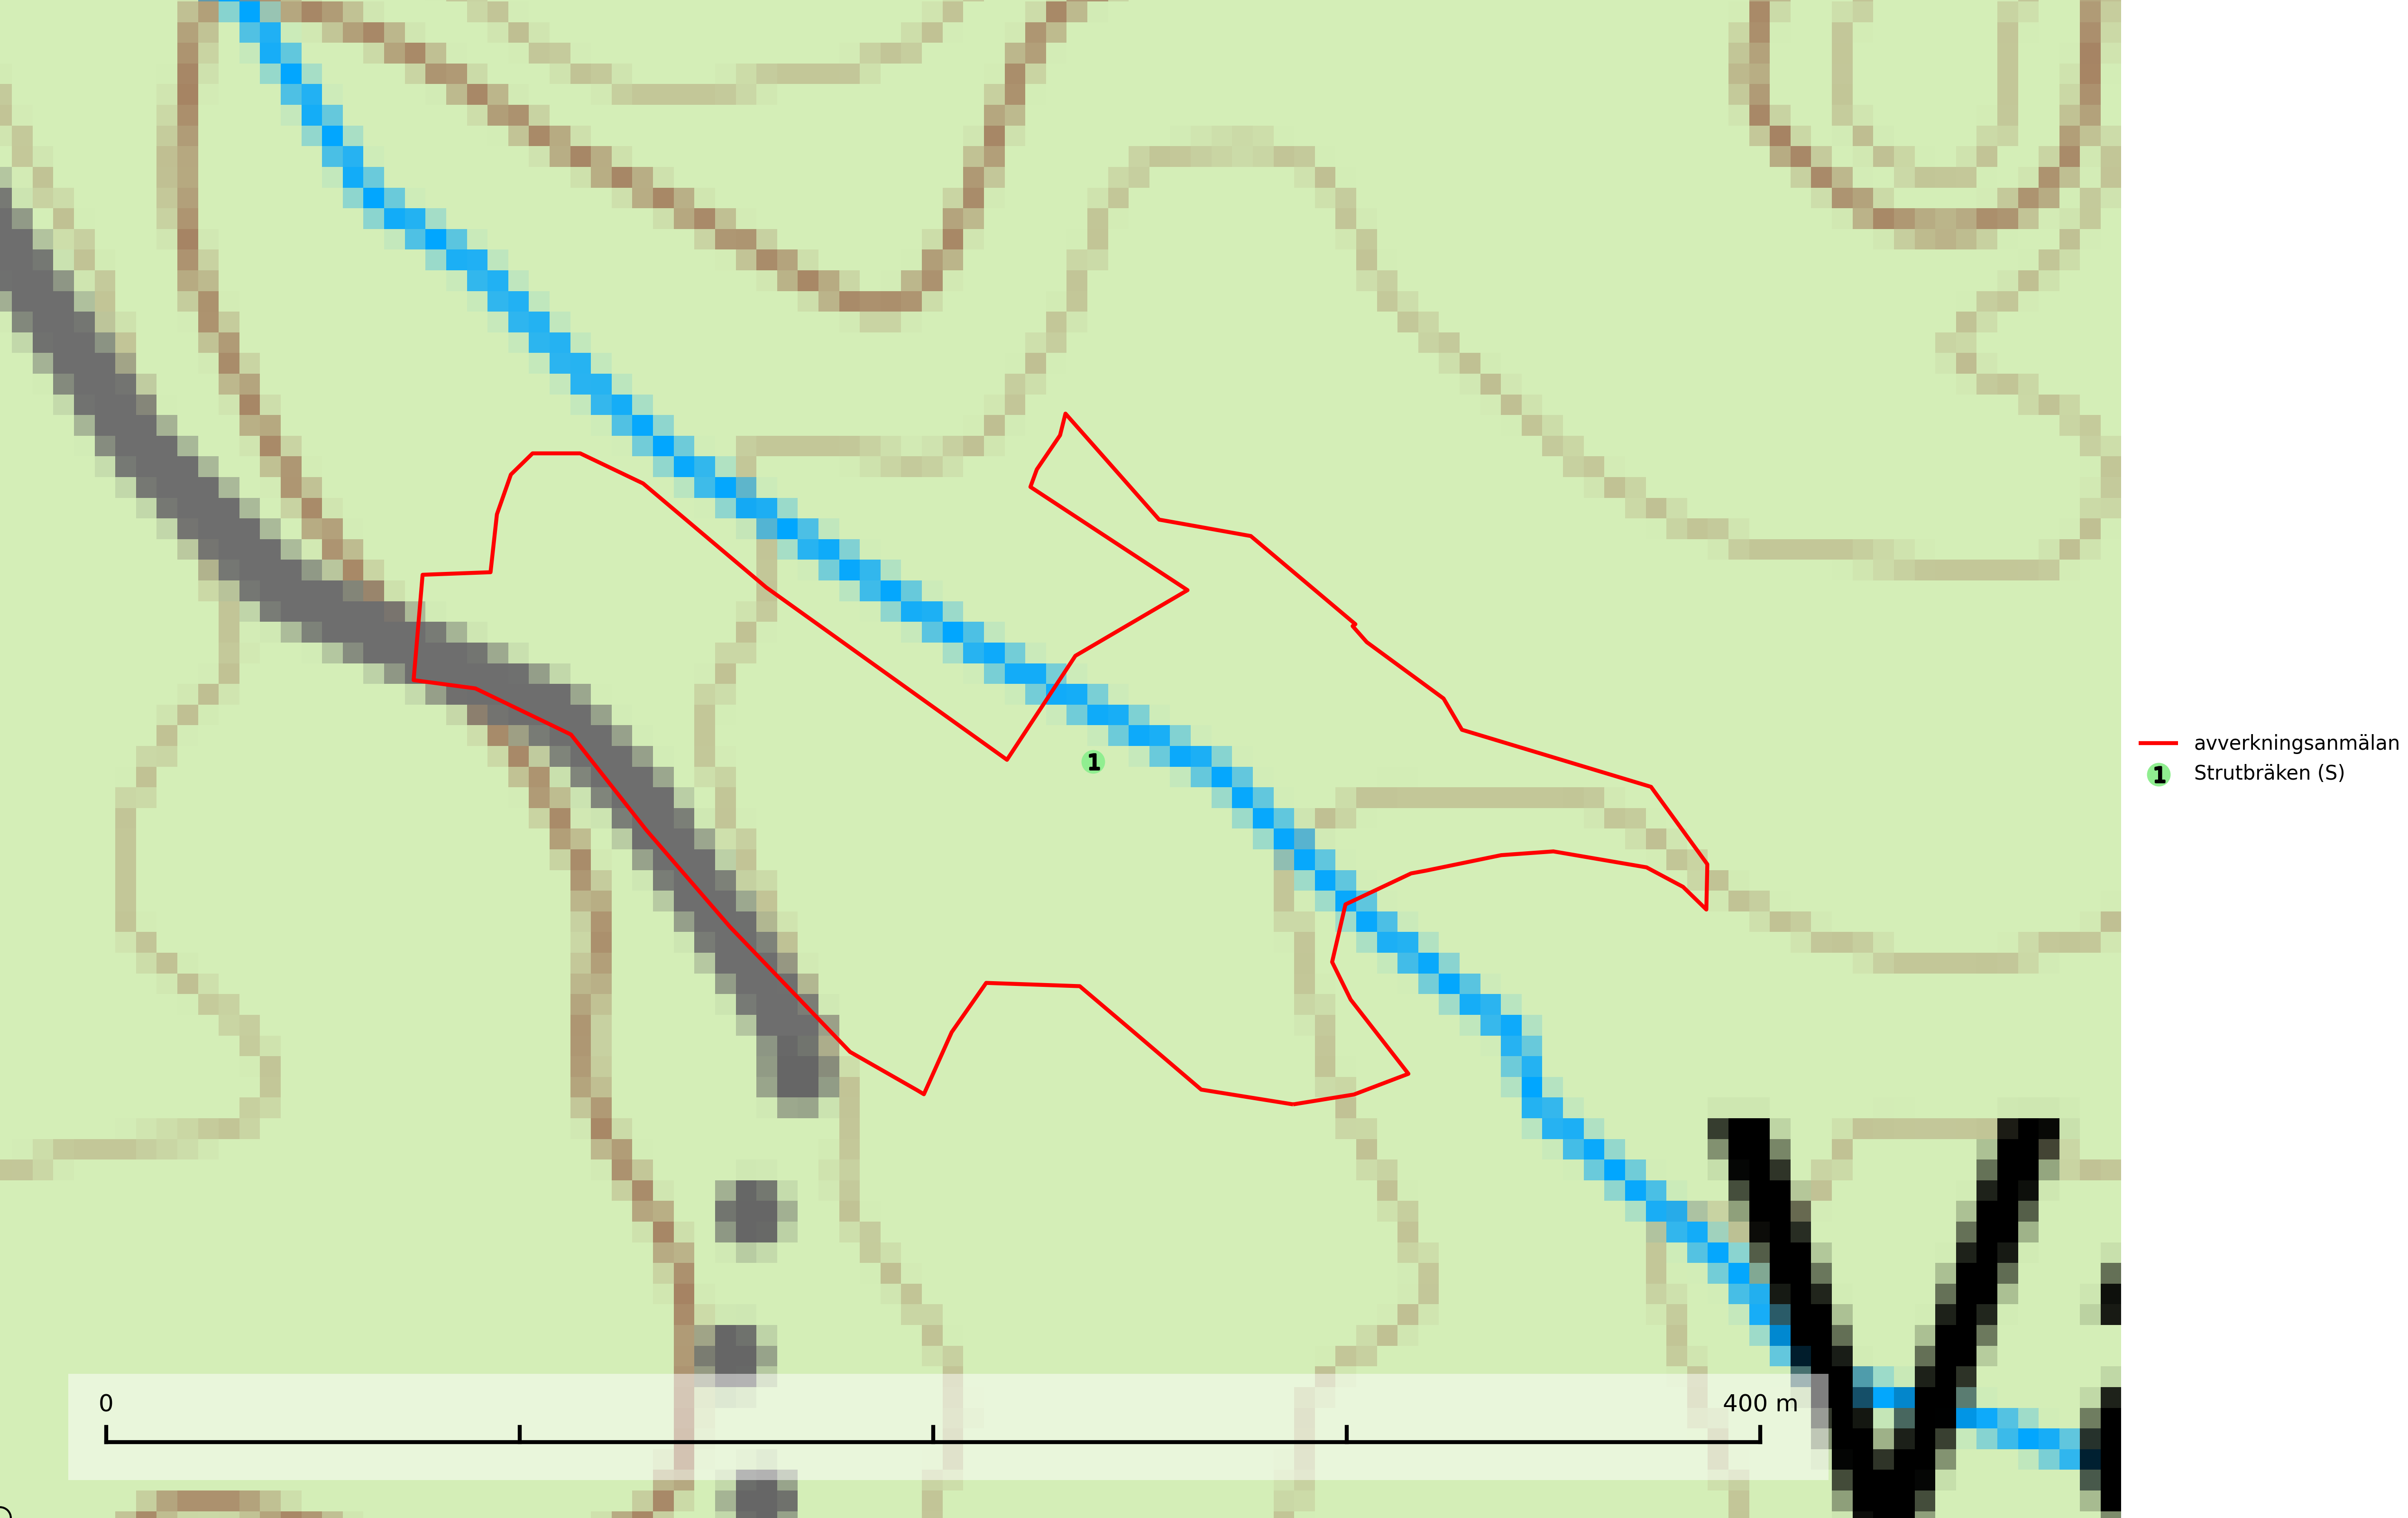 1
avverkningsanmälan
1 Strutbräken (S)
0 400 m